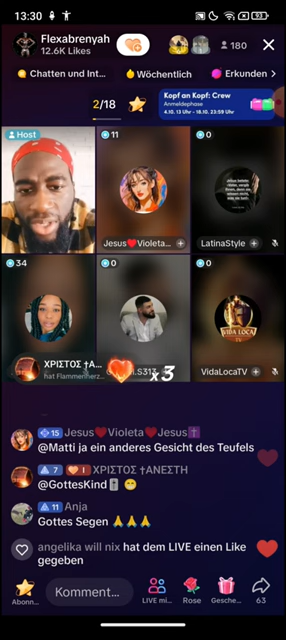 13:30
93
Flexabrenyah
12.6K Likes
180
Chatten und Int...
Wöchentlich
Erkunden
2/18
Kopf an Kopf: Crew
Anmeldephase
4.10. 13 Uhr - 18.10. 23:59 Uhr
Host
11
0
Jesus❤️Violeta...
LatinaStyle
34
0
0
ΧΡΙΣΤΟΣ †Α...
hat Flammenherz...
x3
.S313
VidaLocaTV
15 Jesus❤️Violeta❤️Jesus✝️
@Matti ja ein anderes Gesicht des Teufels
7 I ΧΡΙΣΤΟΣ †ΑΝΕΣΤΗ
@GottesKind 😁
11 Anja
Gottes Segen 🙏🙏🙏
angelika will nix hat dem LIVE einen Like
gegeben
Komment...
Abonn...
LIVE mi...
Rose
Gesche...
63